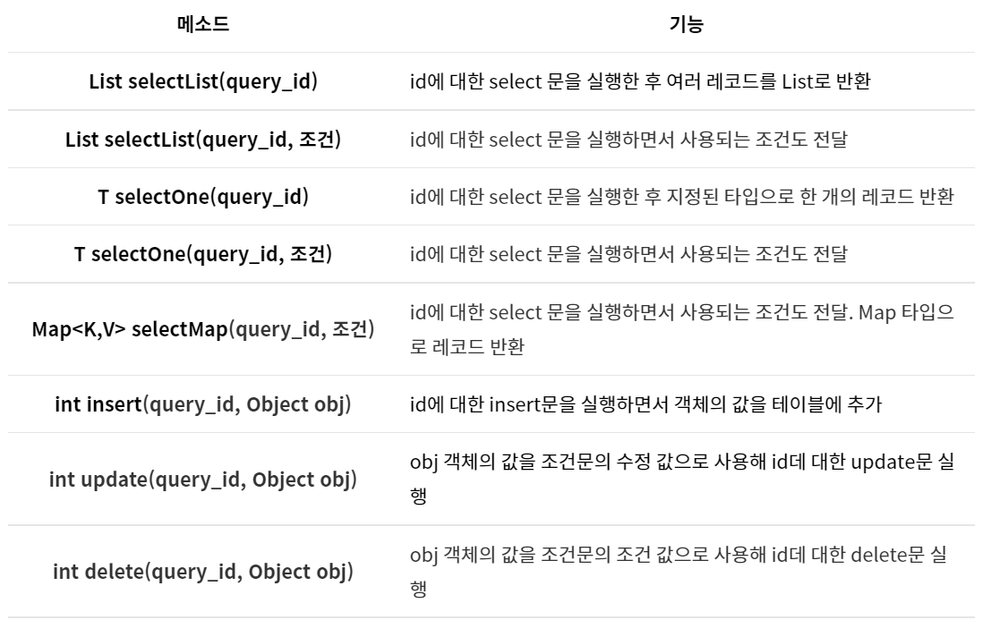 메소드 기능
List selectList(query_id) id에 대한 select 문을 실행한 후 여러 레코드를 List로 반환
List selectList(query_id, 조건) id에 대한 select 문을 실행하면서 사용되는 조건도 전달
T selectOne(query_id) id에 대한 select 문을 실행한 후 지정된 타입으로 한 개의 레코드 반환
T selectOne(query_id, 조건) id에 대한 select 문을 실행하면서 사용되는 조건도 전달
Map<K,V> selectMap(query_id, 조건) id에 대한 select 문을 실행하면서 사용되는 조건도 전달. Map 타입으
로 레코드 반환
int insert(query_id, Object obj) id에 대한 insert문을 실행하면서 객체의 값을 테이블에 추가
int update(query_id, Object obj) obj 객체의 값을 조건문의 수정 값으로 사용해 id데 대한 update문 실
행
int delete(query_id, Object obj) obj 객체의 값을 조건문의 조건 값으로 사용해 id데 대한 delete문 실
행